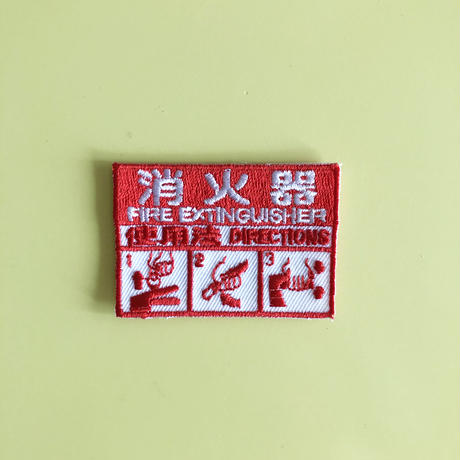 消火器
FIRE EXTINGUISHER
使用法 DIRECTIONS
1 2 3